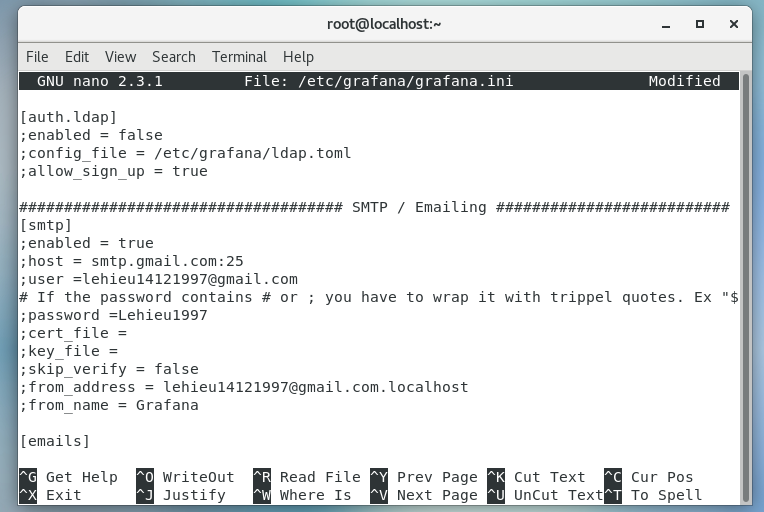 root@localhost:~
File Edit View Search Terminal Help
GNU nano 2.3.1 File: /etc/grafana/grafana.ini Modified
[auth.ldap]
;enabled = false
;config_file = /etc/grafana/ldap.toml
;allow_sign_up = true
#################################### SMTP / Emailing ##########################
[smtp]
;enabled = true
;host = smtp.gmail.com:25
;user =lehieu14121997@gmail.com
# If the password contains # or ; you have to wrap it with trippel quotes. Ex "$
;password =Lehieu1997
;cert_file =
;key_file =
;skip_verify = false
;from_address = lehieu14121997@gmail.com.localhost
;from_name = Grafana
[emails]
^G Get Help ^O WriteOut ^R Read File ^Y Prev Page ^K Cut Text ^C Cur Pos
^X Exit ^J Justify ^W Where Is ^V Next Page ^U UnCut Text ^T To Spell